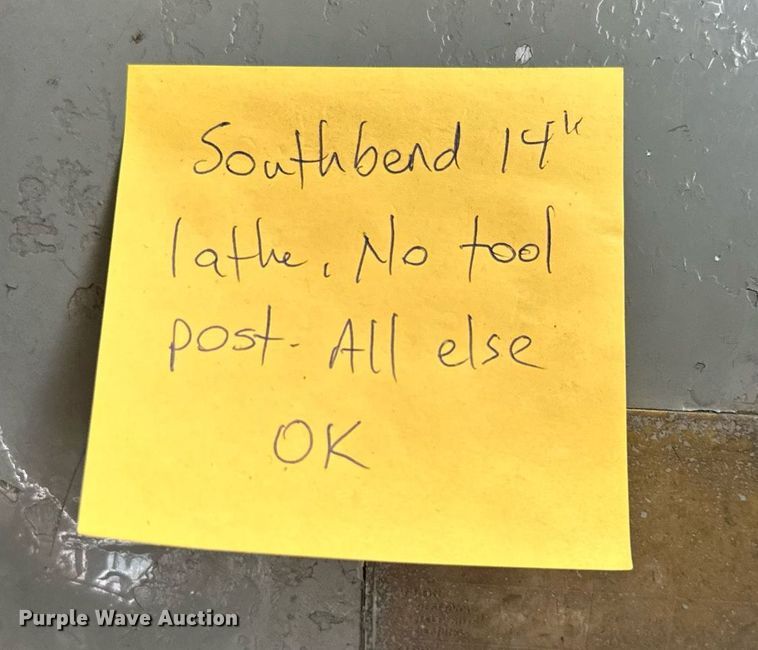 Southbend 14"
lathe. No tool
post. All else
OK
Purple Wave Auction